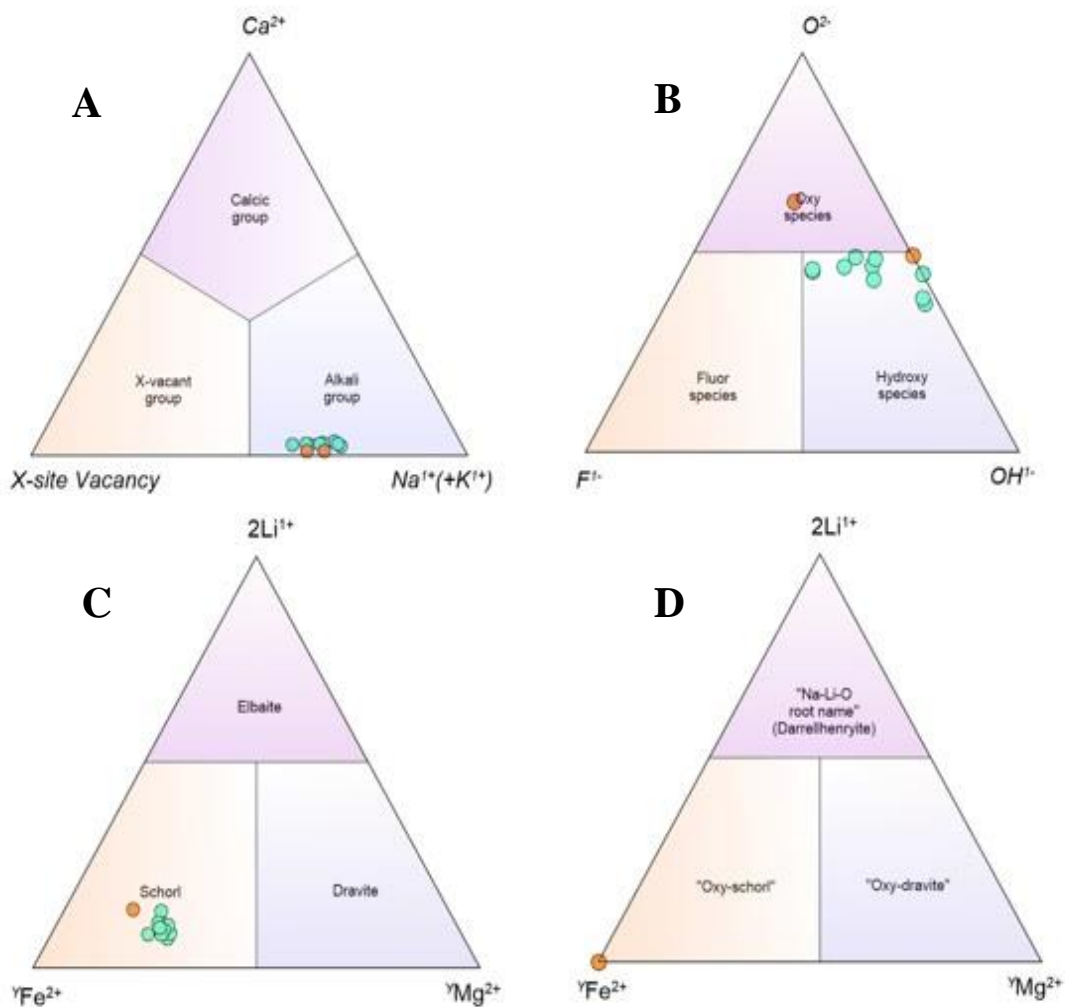 Ca²⁺
A
Calcic
group
X-vacant
group
Alkali
group
X-site Vacancy
Na¹⁺(+K¹⁺)
O²⁻
B
Oxy
species
Fluor
species
Hydroxy
species
F¹⁻
OH¹⁻
2Li¹⁺
C
Elbaite
Schorl
Dravite
ʸFe²⁺
ʸMg²⁺
2Li¹⁺
D
"Na-Li-O
root name"
(Darrellhenryite)
"Oxy-schorl"
"Oxy-dravite"
ʸFe²⁺
ʸMg²⁺